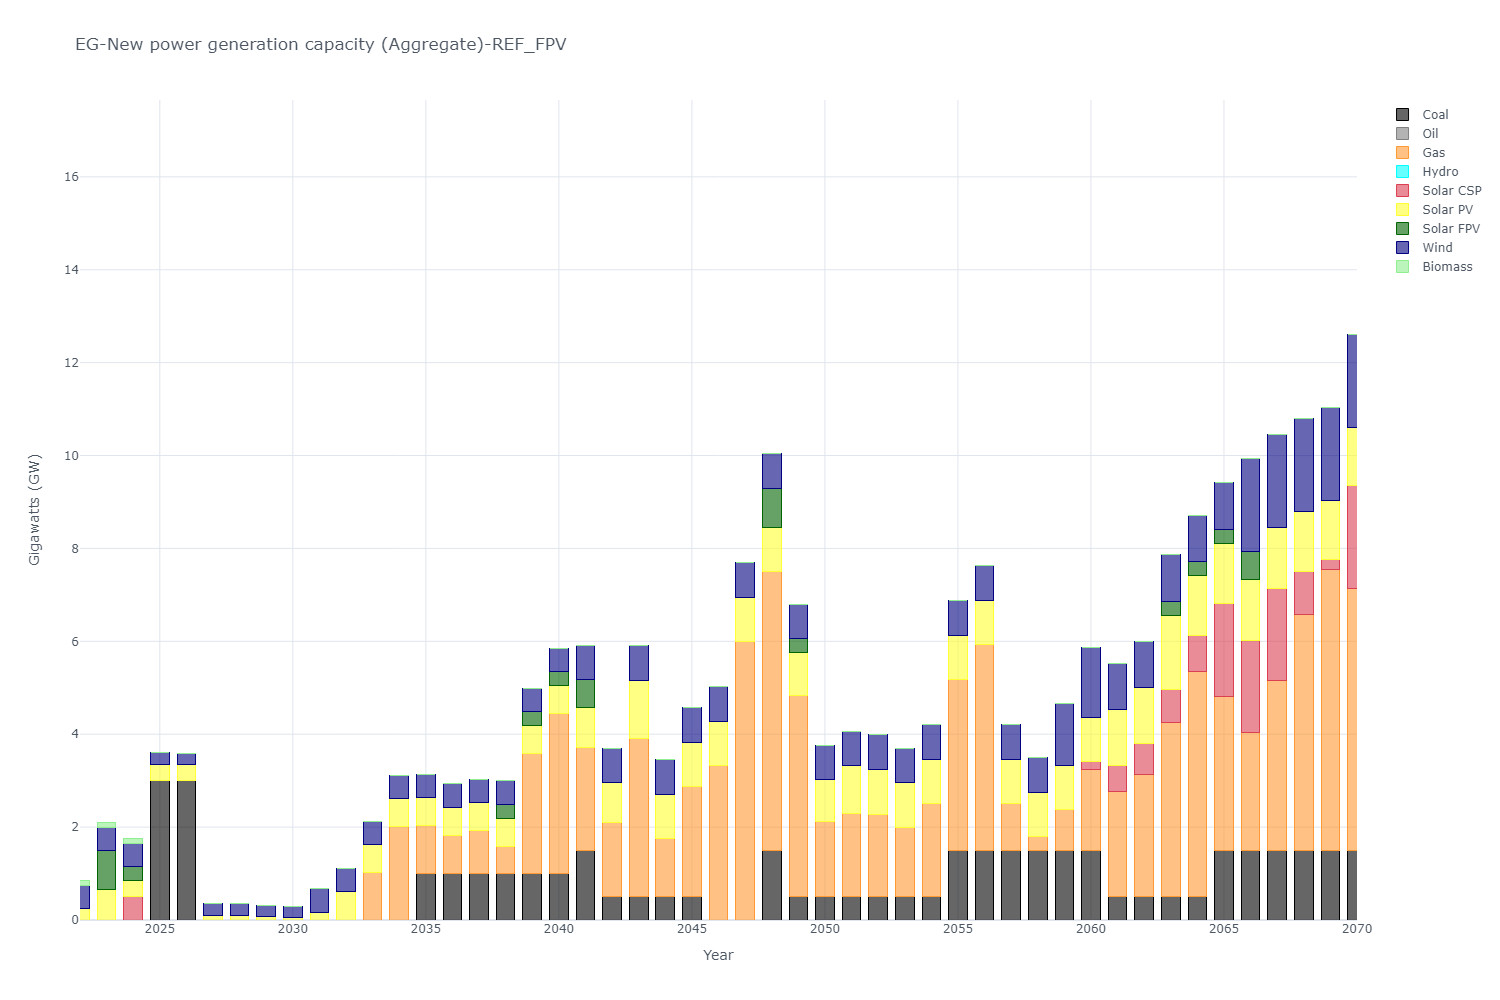 EG-New power generation capacity (Aggregate)-REF_FPV
Coal
Oil
Gas
Hydro
Solar CSP
Solar PV
Solar FPV
Wind
Biomass
16
14
12
10
8
6
4
2
0
Gigawatts (GW)
2025 2030 2035 2040 2045 2050 2055 2060 2065 2070
Year